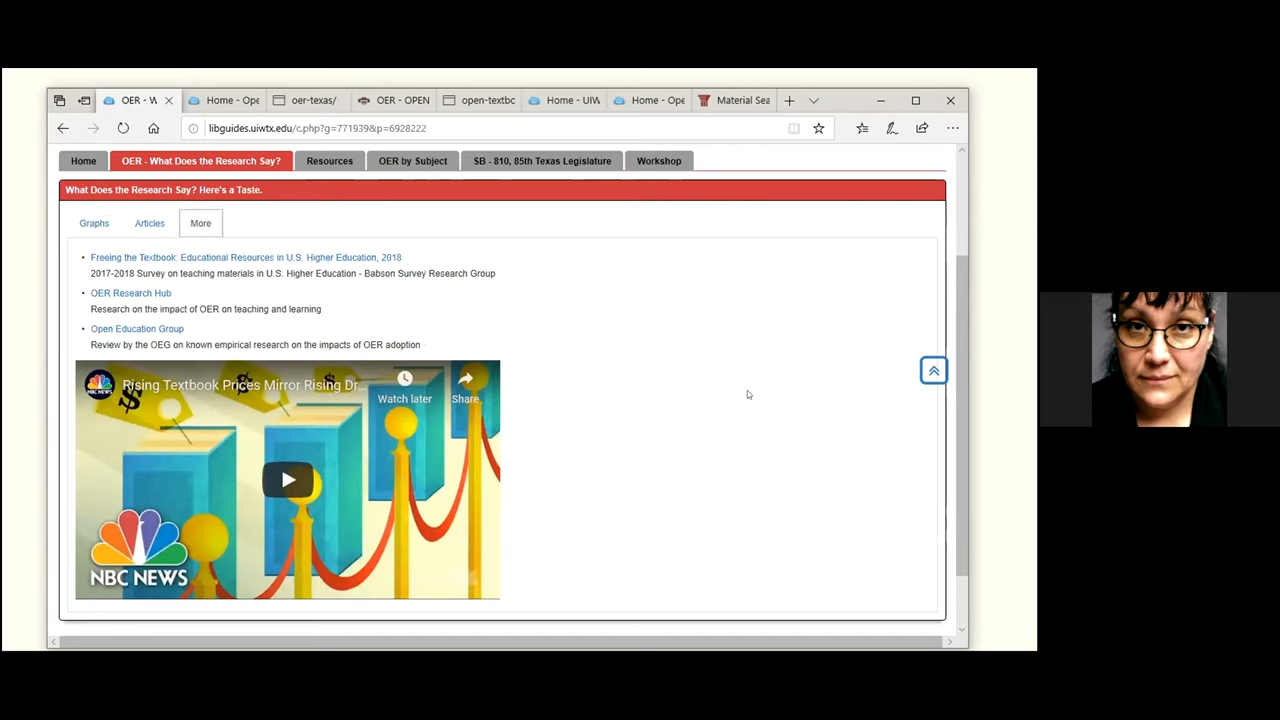 OER - W
Home - Ope
oer-texas/
OER - OPEN
open-textbc
Home - UIW
Home - Ope
Material Sea
libguides.uiwtx.edu/c.php?g=771939&p=6928222
Home
OER - What Does the Research Say?
Resources
OER by Subject
SB - 810, 85th Texas Legislature
Workshop
What Does the Research Say? Here's a Taste.
Graphs
Articles
More
• Freeing the Textbook: Educational Resources in U.S. Higher Education, 2018
2017-2018 Survey on teaching materials in U.S. Higher Education - Babson Survey Research Group
• OER Research Hub
Research on the impact of OER on teaching and learning
• Open Education Group
Review by the OEG on known empirical research on the impacts of OER adoption
Rising Textbook Prices Mirror Rising Dr...
Watch later
Share
$
$
NBC NEWS